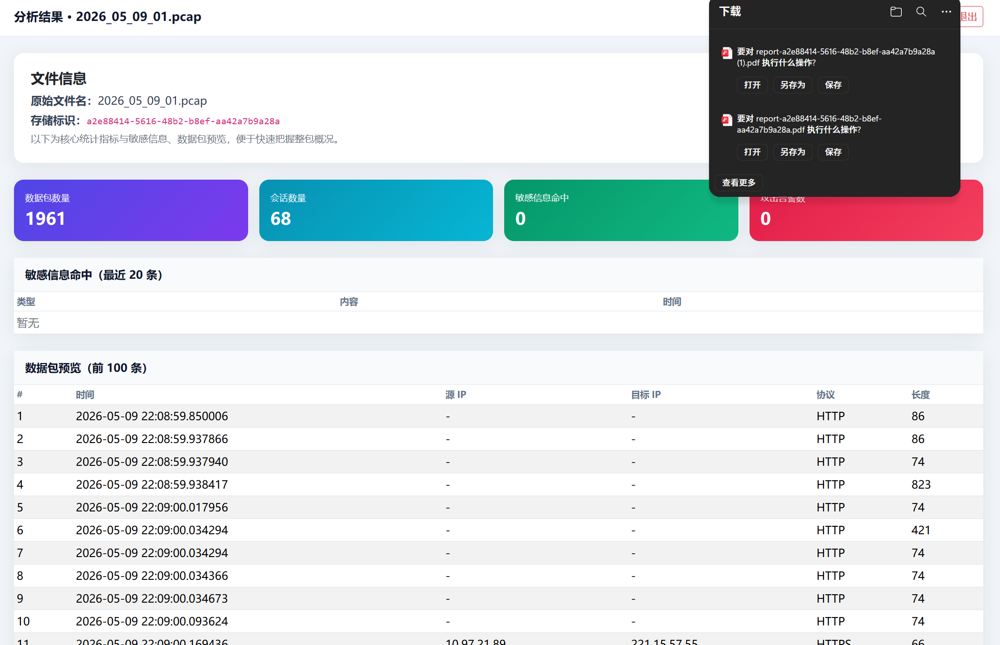 分析结果 • 2026_05_09_01.pcap
下载
退出
要对 report-a2e88414-5616-48b2-b8ef-aa42a7b9a28a
(1).pdf 执行什么操作?
打开 另存为 保存
要对 report-a2e88414-5616-48b2-b8ef-
aa42a7b9a28a.pdf 执行什么操作?
打开 另存为 保存
查看更多
文件信息
原始文件名：2026_05_09_01.pcap
存储标识：a2e88414-5616-48b2-b8ef-aa42a7b9a28a
以下为核心统计指标与敏感信息、数据包预览，便于快速把握整包概况。
数据包数量
1961
会话数量
68
敏感信息命中
0
攻击告警数
0
敏感信息命中（最近 20 条）
类型 内容 时间
暂无
数据包预览（前 100 条）
# 时间 源 IP 目标 IP 协议 长度
1 2026-05-09 22:08:59.850006 - - HTTP 86
2 2026-05-09 22:08:59.937866 - - HTTP 86
3 2026-05-09 22:08:59.937940 - - HTTP 74
4 2026-05-09 22:08:59.938417 - - HTTP 823
5 2026-05-09 22:09:00.017956 - - HTTP 74
6 2026-05-09 22:09:00.034294 - - HTTP 421
7 2026-05-09 22:09:00.034294 - - HTTP 74
8 2026-05-09 22:09:00.034366 - - HTTP 74
9 2026-05-09 22:09:00.034673 - - HTTP 74
10 2026-05-09 22:09:00.093624 - - HTTP 74
11 2026-05-09 22:09:00.169436 10.97.21.89 221.15.57.55 HTTPS 66